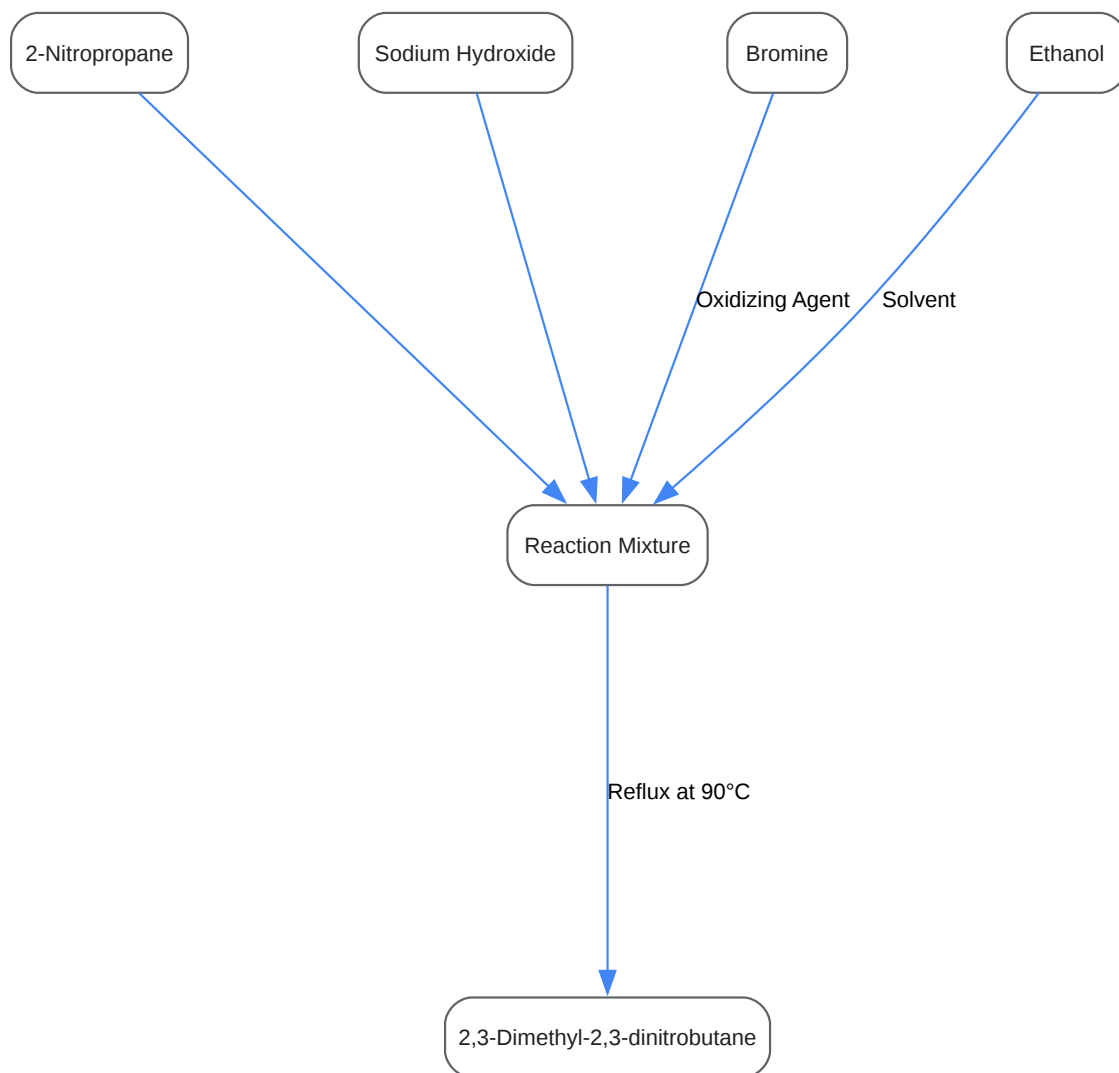 2-Nitropropane
Sodium Hydroxide
Bromine
Ethanol
Oxidizing Agent
Solvent
Reaction Mixture
Reflux at 90°C
2,3-Dimethyl-2,3-dinitrobutane